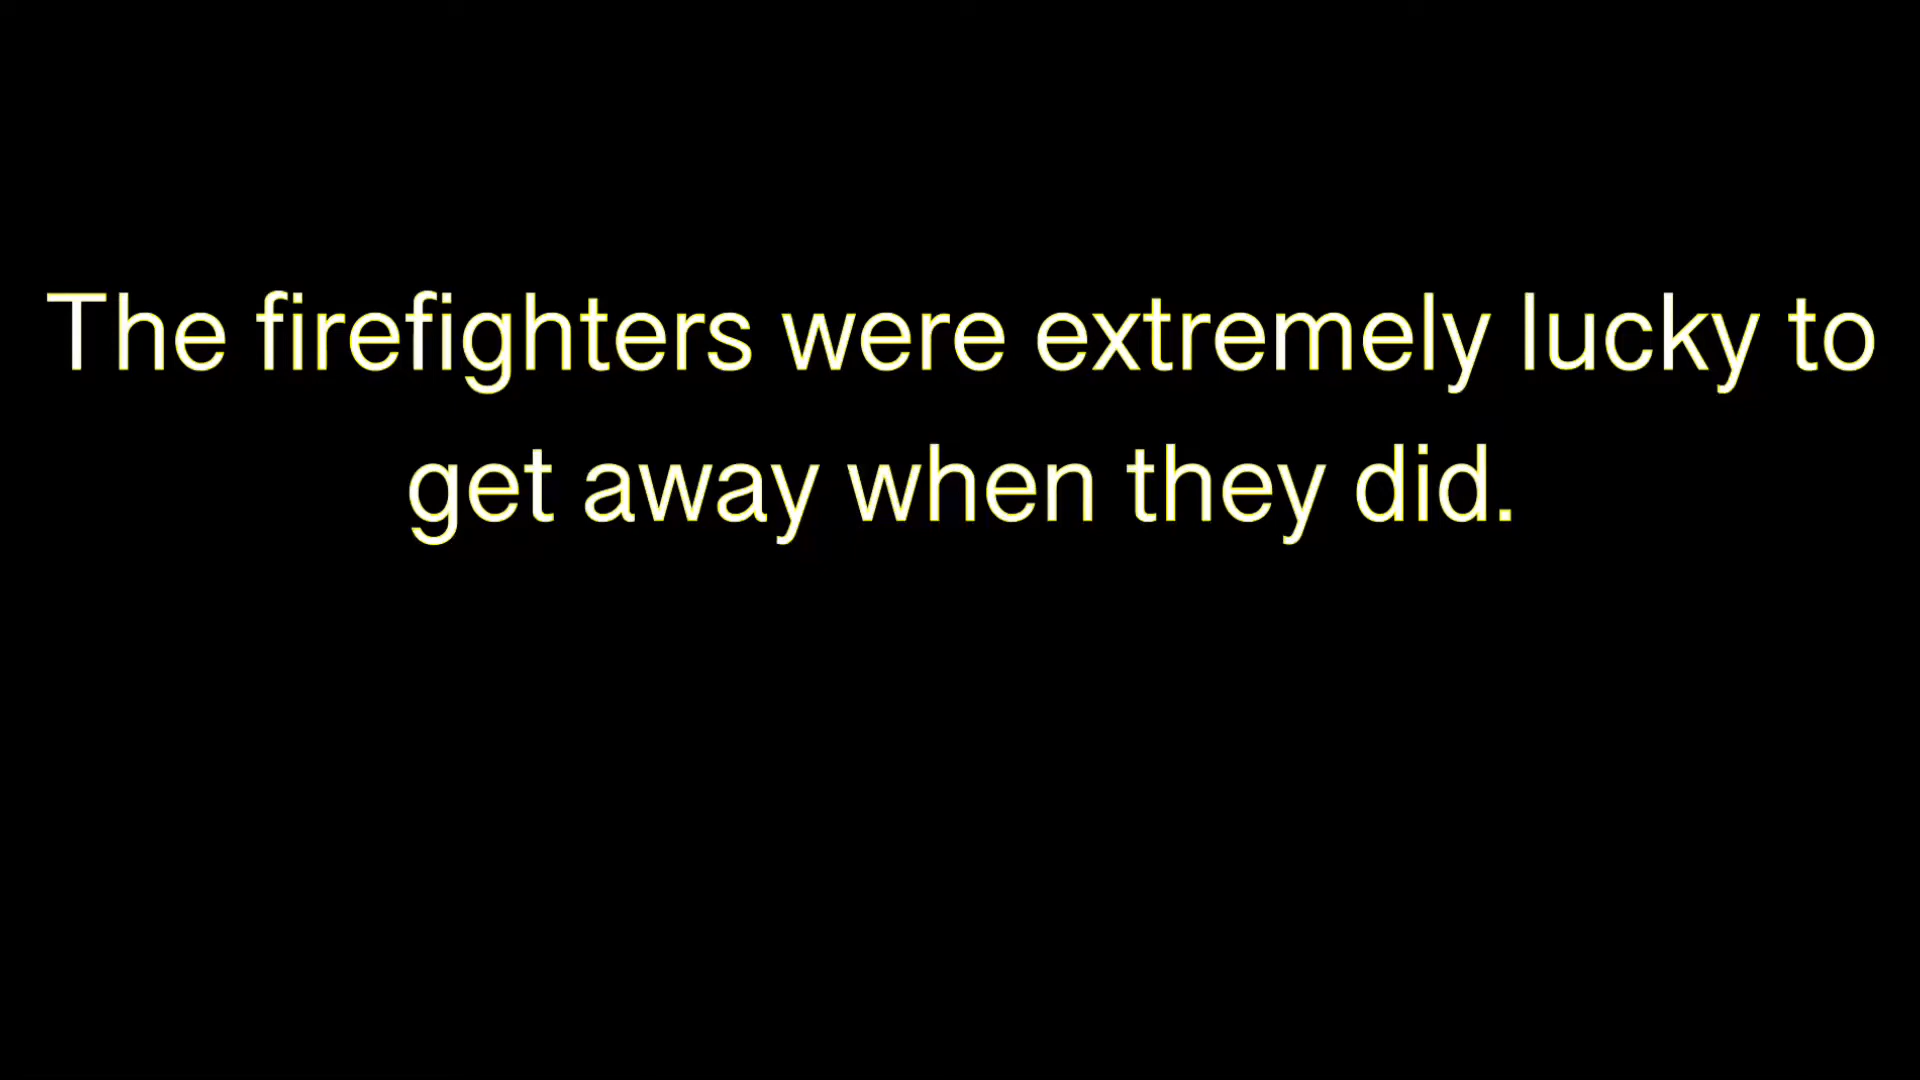 The firefighters were extremely lucky to
get away when they did.